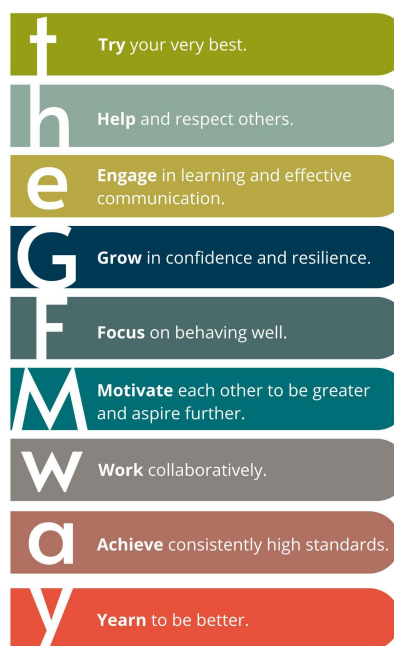 t
Try your very best.
h
Help and respect others.
e
Engage in learning and effective
communication.
G
Grow in confidence and resilience.
F
Focus on behaving well.
M
Motivate each other to be greater
and aspire further.
w
Work collaboratively.
a
Achieve consistently high standards.
y
Yearn to be better.